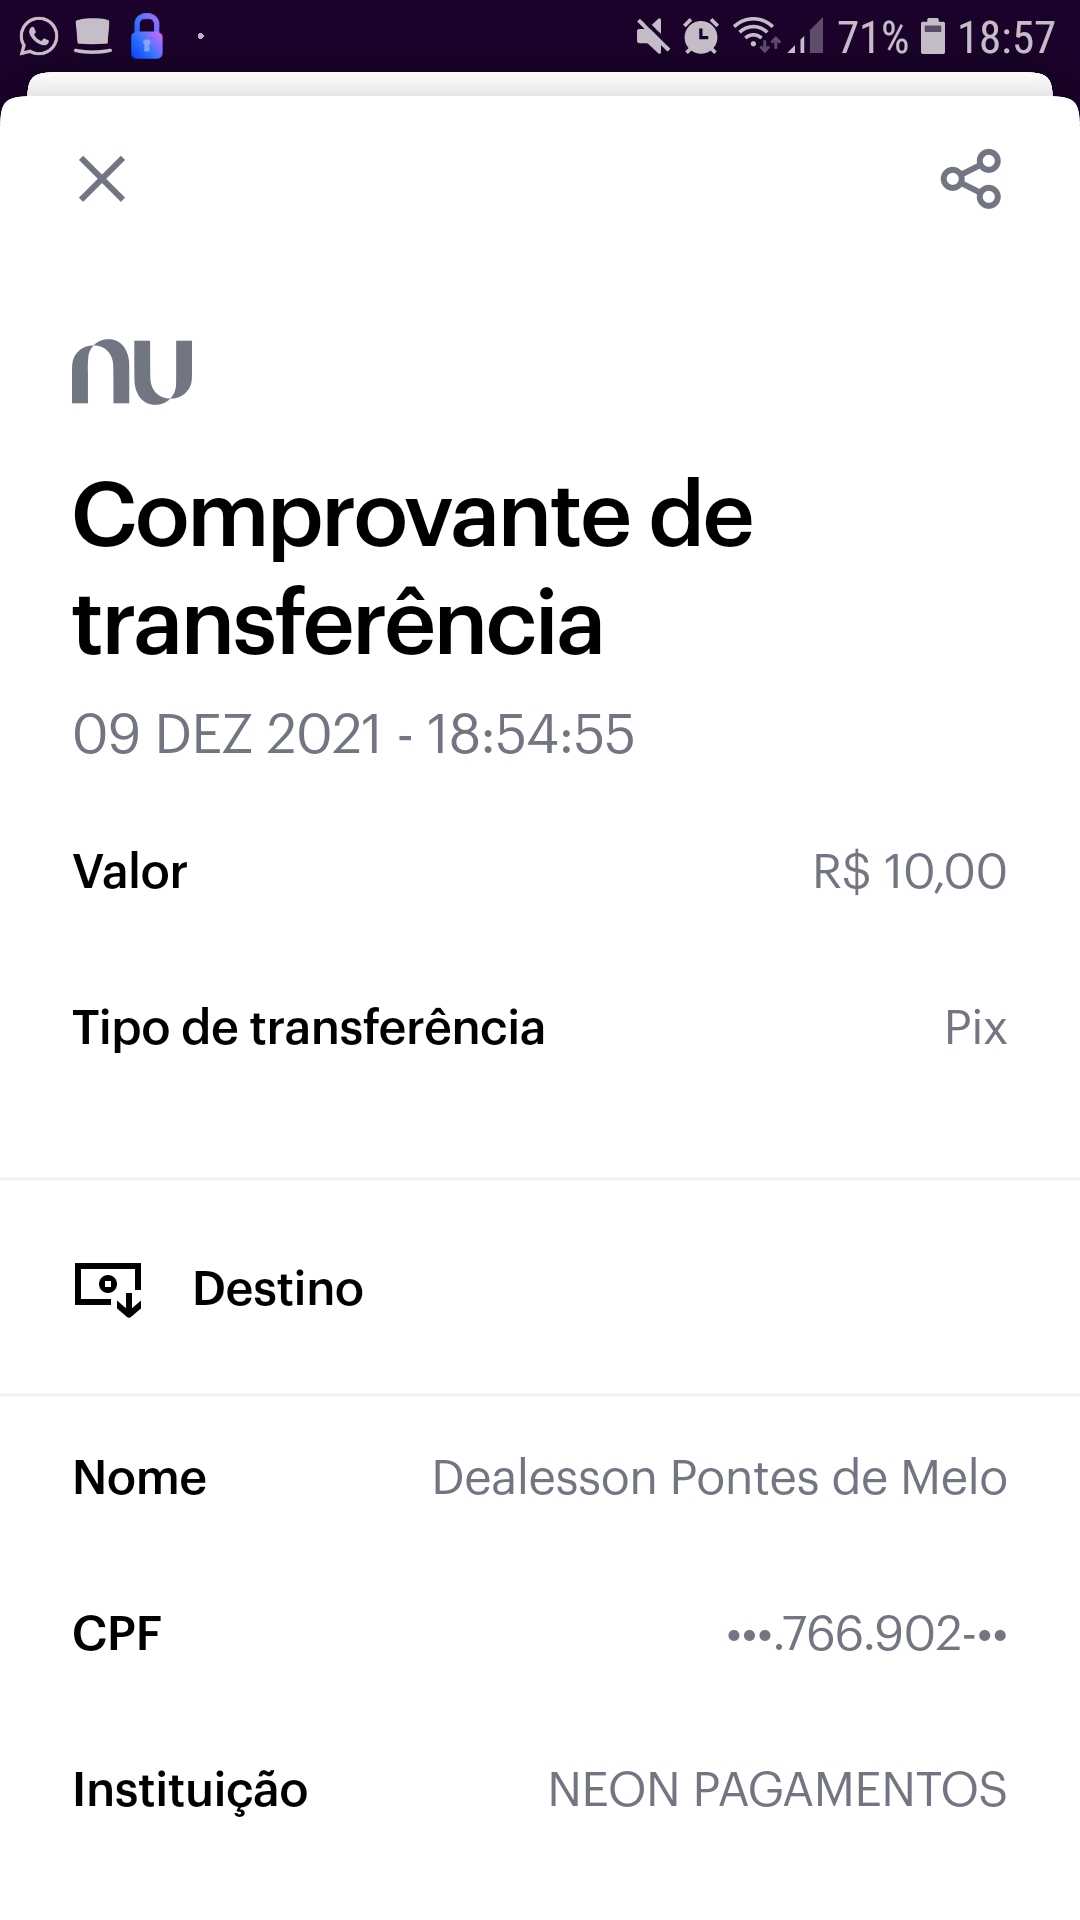 71% 18:57
nu
Comprovante de
transferência
09 DEZ 2021 - 18:54:55
Valor R$ 10,00
Tipo de transferência Pix
Destino
Nome Dealesson Pontes de Melo
CPF •••.766.902-••
Instituição NEON PAGAMENTOS